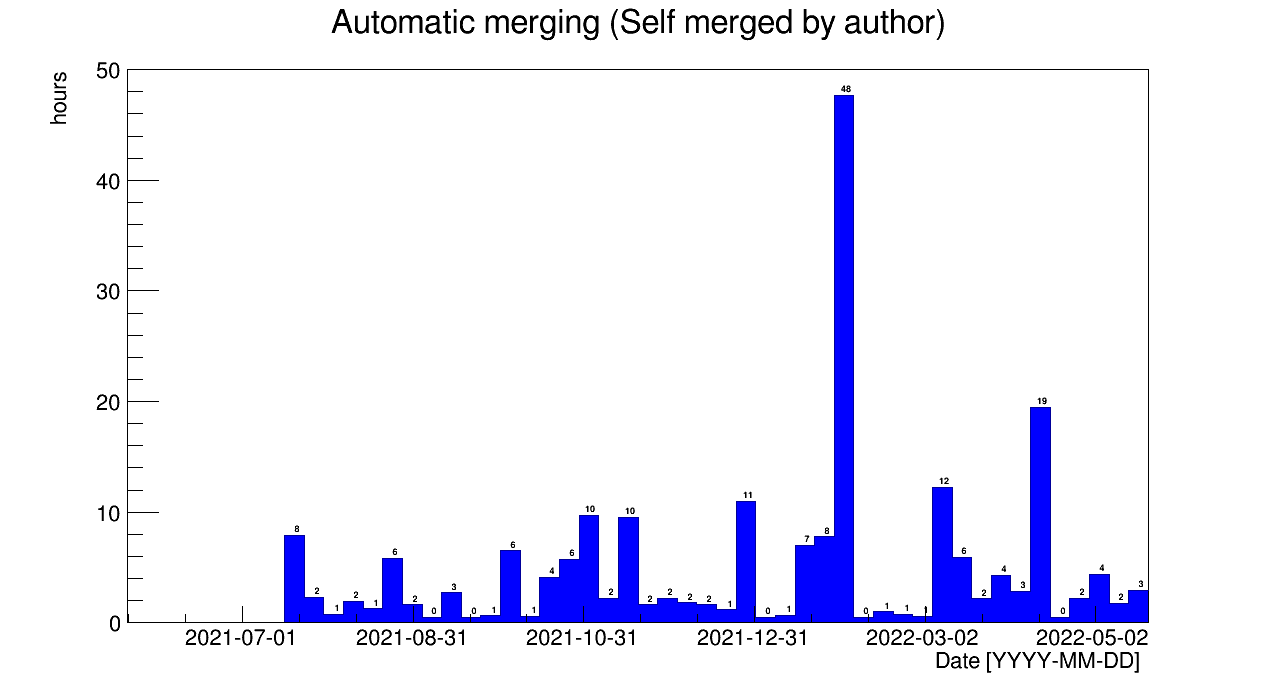 Automatic merging (Self merged by author)
hours
50
40
30
20
10
0
8 2 1 2 1 6 2 0 3 0 1 6 1 4 6 10 2 10 2 2 2 2 1 11 0 1 7 8 48 0 1 1 1 12 6 2 4 3 19 0 2 4 2 3
2021-07-01 2021-08-31 2021-10-31 2021-12-31 2022-03-02 2022-05-02
Date [YYYY-MM-DD]